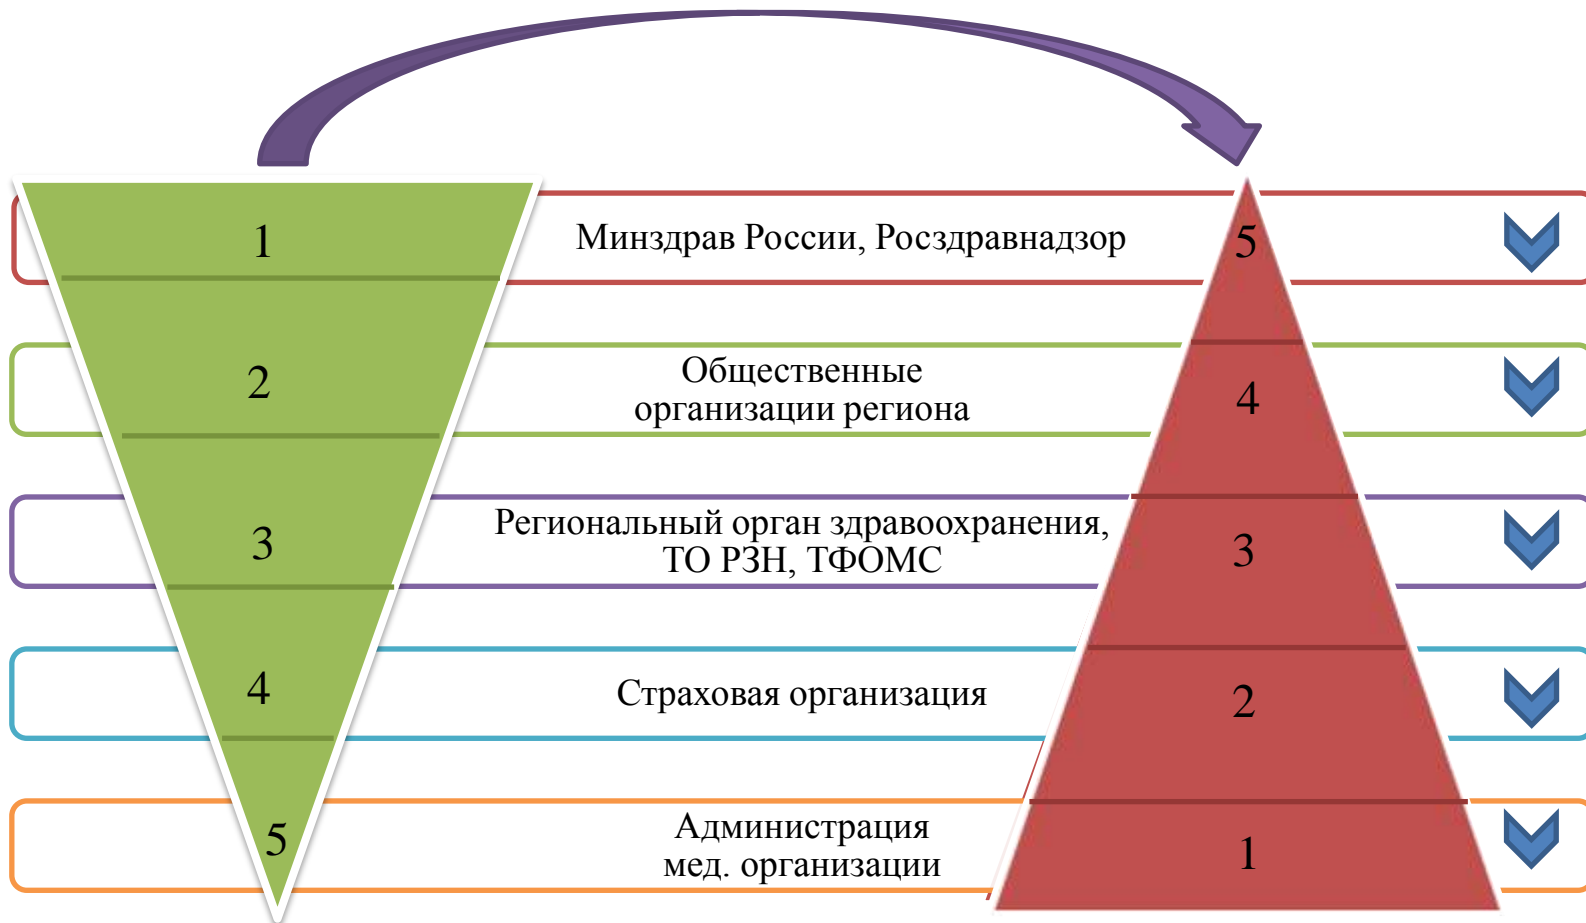 1
Минздрав России, Росздравнадзор
5
2
Общественные
организации региона
4
3
Региональный орган здравоохранения,
ТО РЗН, ТФОМС
3
4
Страховая организация
2
5
Администрация
мед. организации
1